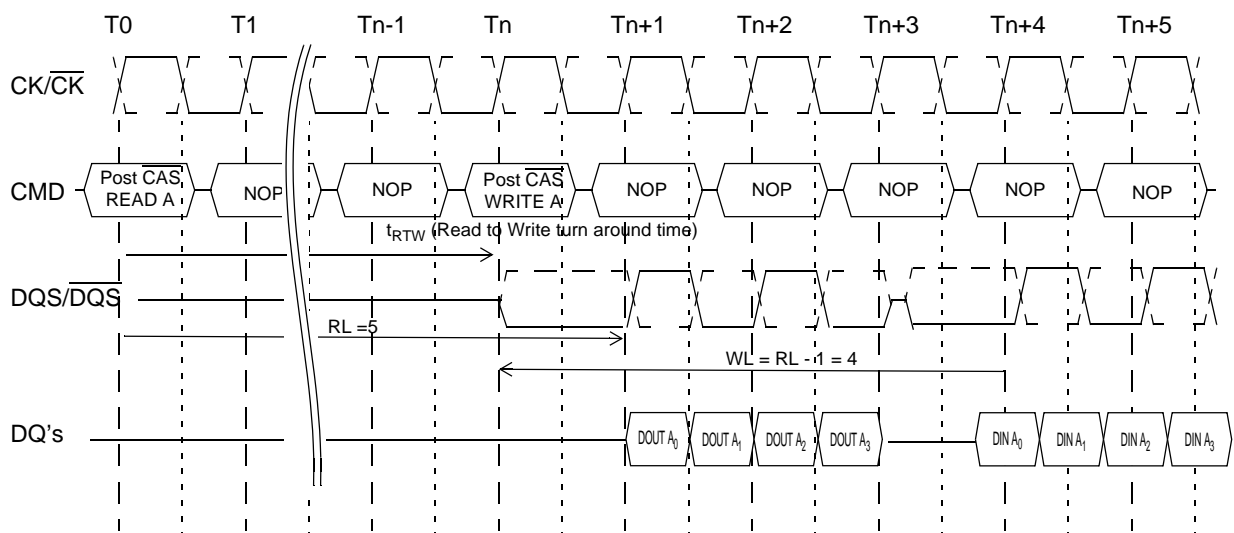 T0 T1 Tn-1 Tn Tn+1 Tn+2 Tn+3 Tn+4 Tn+5
CK/CK
CMD
Post CAS
READ A
NOP
NOP
Post CAS
WRITE A
NOP
NOP
NOP
NOP
NOP
tRTW (Read to Write turn around time)
DQS/DQS
RL =5
WL = RL - 1 = 4
DQ's
DOUT A0 DOUT A1 DOUT A2 DOUT A3 DIN A0 DIN A1 DIN A2 DIN A3